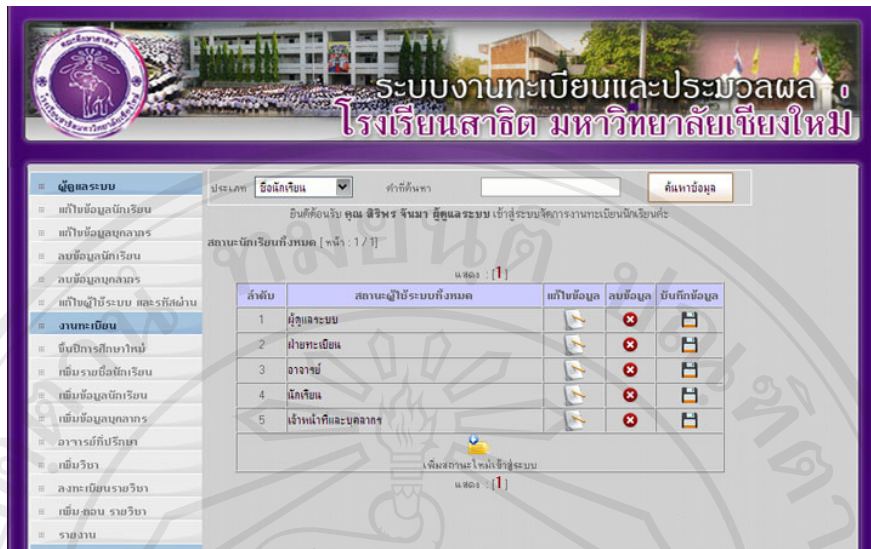 ระบบงานทะเบียนและประมวลผล
โรงเรียนสาธิต มหาวิทยาลัยเชียงใหม่
ผู้ดูแลระบบ
แก้ไขข้อมูลนักเรียน
แก้ไขข้อมูลบุคลากร
ลบข้อมูลนักเรียน
ลบข้อมูลบุคลากร
แก้ไขผู้ใช้ระบบ และรหัสผ่าน
งานทะเบียน
ขึ้นปีการศึกษาใหม่
เพิ่มรายชื่อนักเรียน
เพิ่มข้อมูลนักเรียน
เพิ่มข้อมูลบุคลากร
อาจารย์ที่ปรึกษา
เพิ่มวิชา
ลงทะเบียนรายวิชา
เพิ่ม-ถอน รายวิชา
รายงาน
ประเภท ชื่อนักเรียน คำที่ค้นหา ค้นหาข้อมูล
ยินดีต้อนรับ คุณ ศิริพร จันมา ผู้ดูแลระบบ เข้าสู่ระบบจัดการงานทะเบียนนักเรียนค่ะ
สถานะนักเรียนทั้งหมด [ หน้า : 1 / 1]
แสดง : [1]
ลำดับ สถานะผู้ใช้ระบบทั้งหมด แก้ไขข้อมูล ลบข้อมูล บันทึกข้อมูล
1 ผู้ดูแลระบบ
2 ฝ่ายทะเบียน
3 อาจารย์
4 นักเรียน
5 เจ้าหน้าที่และบุคลากร
เพิ่มสถานะใหม่เข้าสู่ระบบ
แสดง : [1]